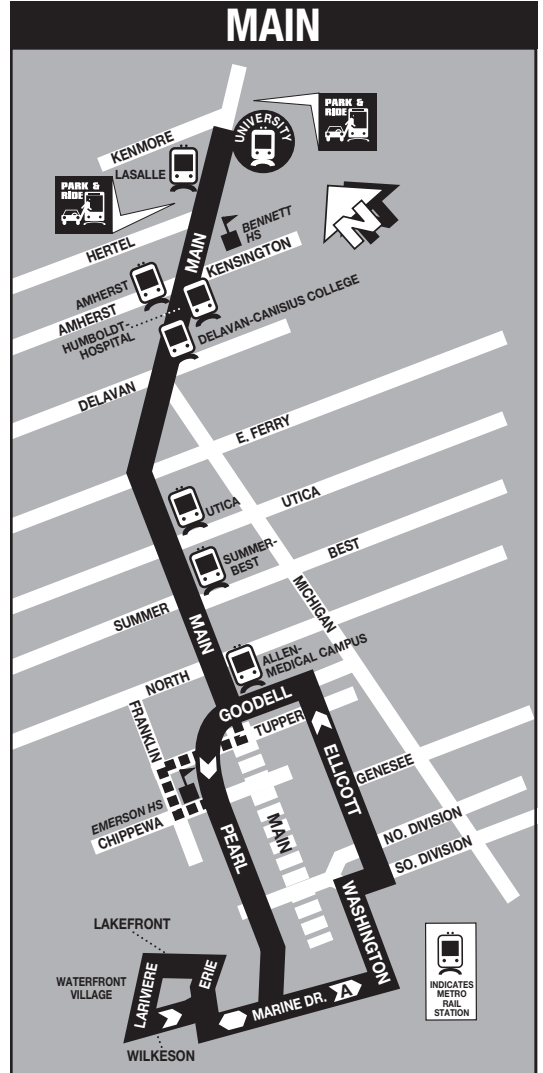 MAIN
UNIVERSITY
PARK &
RIDE
KENMORE
LASALLE
PARK &
RIDE
N
BENNETT
HS
HERTEL
MAIN
KENSINGTON
AMHERST
AMHERST
HUMBOLDT-
HOSPITAL
DELAVAN-CANISIUS COLLEGE
DELAVAN
E. FERRY
UTICA
UTICA
SUMMER-
BEST
BEST
SUMMER
MICHIGAN
MAIN
ALLEN-
MEDICAL CAMPUS
NORTH
GOODELL
FRANKLIN
TUPPER
ELLICOTT
GENESEE
EMERSON HS
CHIPPEWA
PEARL
MAIN
NO. DIVISION
SO. DIVISION
WASHINGTON
LAKEFRONT
WATERFRONT
VILLAGE
LARIVIERE
ERIE
MARINE DR.
A
WILKESON
INDICATES
METRO
RAIL
STATION